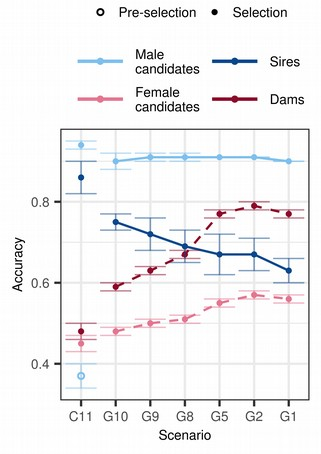 Pre-selection Selection
Male
candidates
Sires
Female
candidates
Dams
Accuracy
0.8
0.6
0.4
C11 G10 G9 G8 G5 G2 G1
Scenario